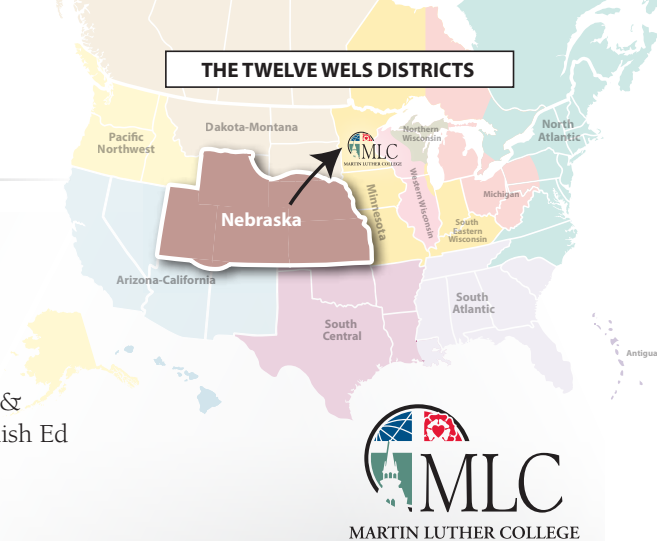 THE TWELVE WELS DISTRICTS
Pacific
Northwest
Dakota-Montana
MLC
MARTIN LUTHER COLLEGE
Northern
Wisconsin
North
Atlantic
Nebraska
Minnesota
Western Wisconsin
Michigan
South
Eastern
Wisconsin
Arizona-California
South
Central
South
Atlantic
Antigua
&
ish Ed
MLC
MARTIN LUTHER COLLEGE